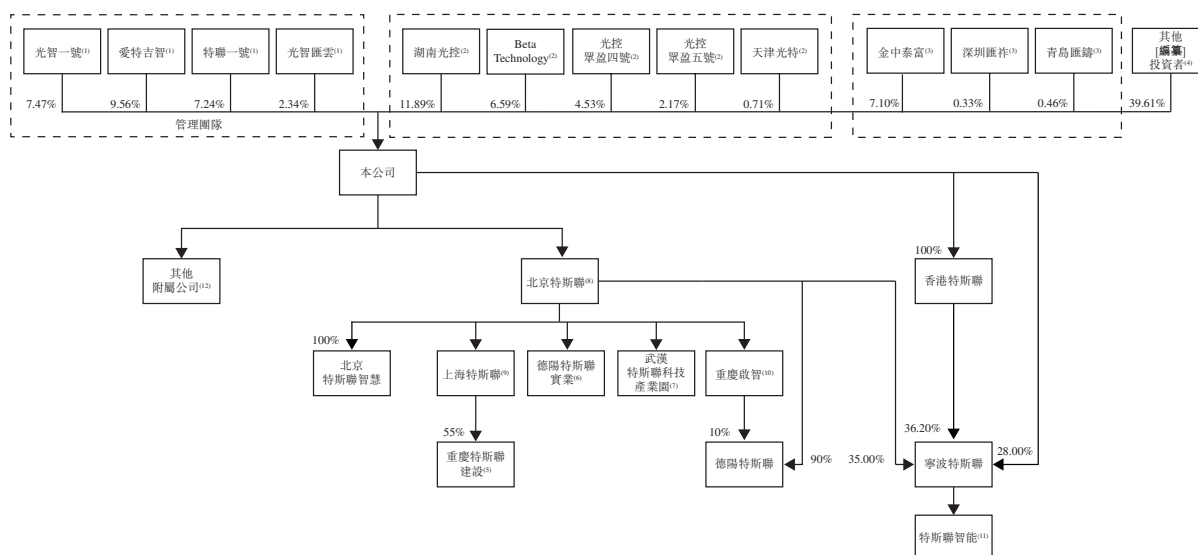 光智一號(1)
愛特吉智(1)
特聯一號(1)
光智匯雲(1)
湖南光控(2)
Beta
Technology(2)
光控
眾盈四號(2)
光控
眾盈五號(2)
天津光特(2)
金中泰富(3)
深圳匯祚(3)
青島匯鑄(3)
其他
[編纂]
投資者(4)
7.47%
9.56%
7.24%
2.34%
11.89%
6.59%
4.53%
2.17%
0.71%
7.10%
0.33%
0.46%
39.61%
管理團隊
本公司
100%
其他
附屬公司(12)
北京特斯聯(8)
香港特斯聯
100%
北京
特斯聯智慧
上海特斯聯(9)
德陽特斯聯
實業(6)
武漢
特斯聯科技
產業園(7)
重慶啟智(10)
55%
10%
36.20%
重慶特斯聯
建設(5)
德陽特斯聯
90%
35.00%
寧波特斯聯
28.00%
特斯聯智能(11)